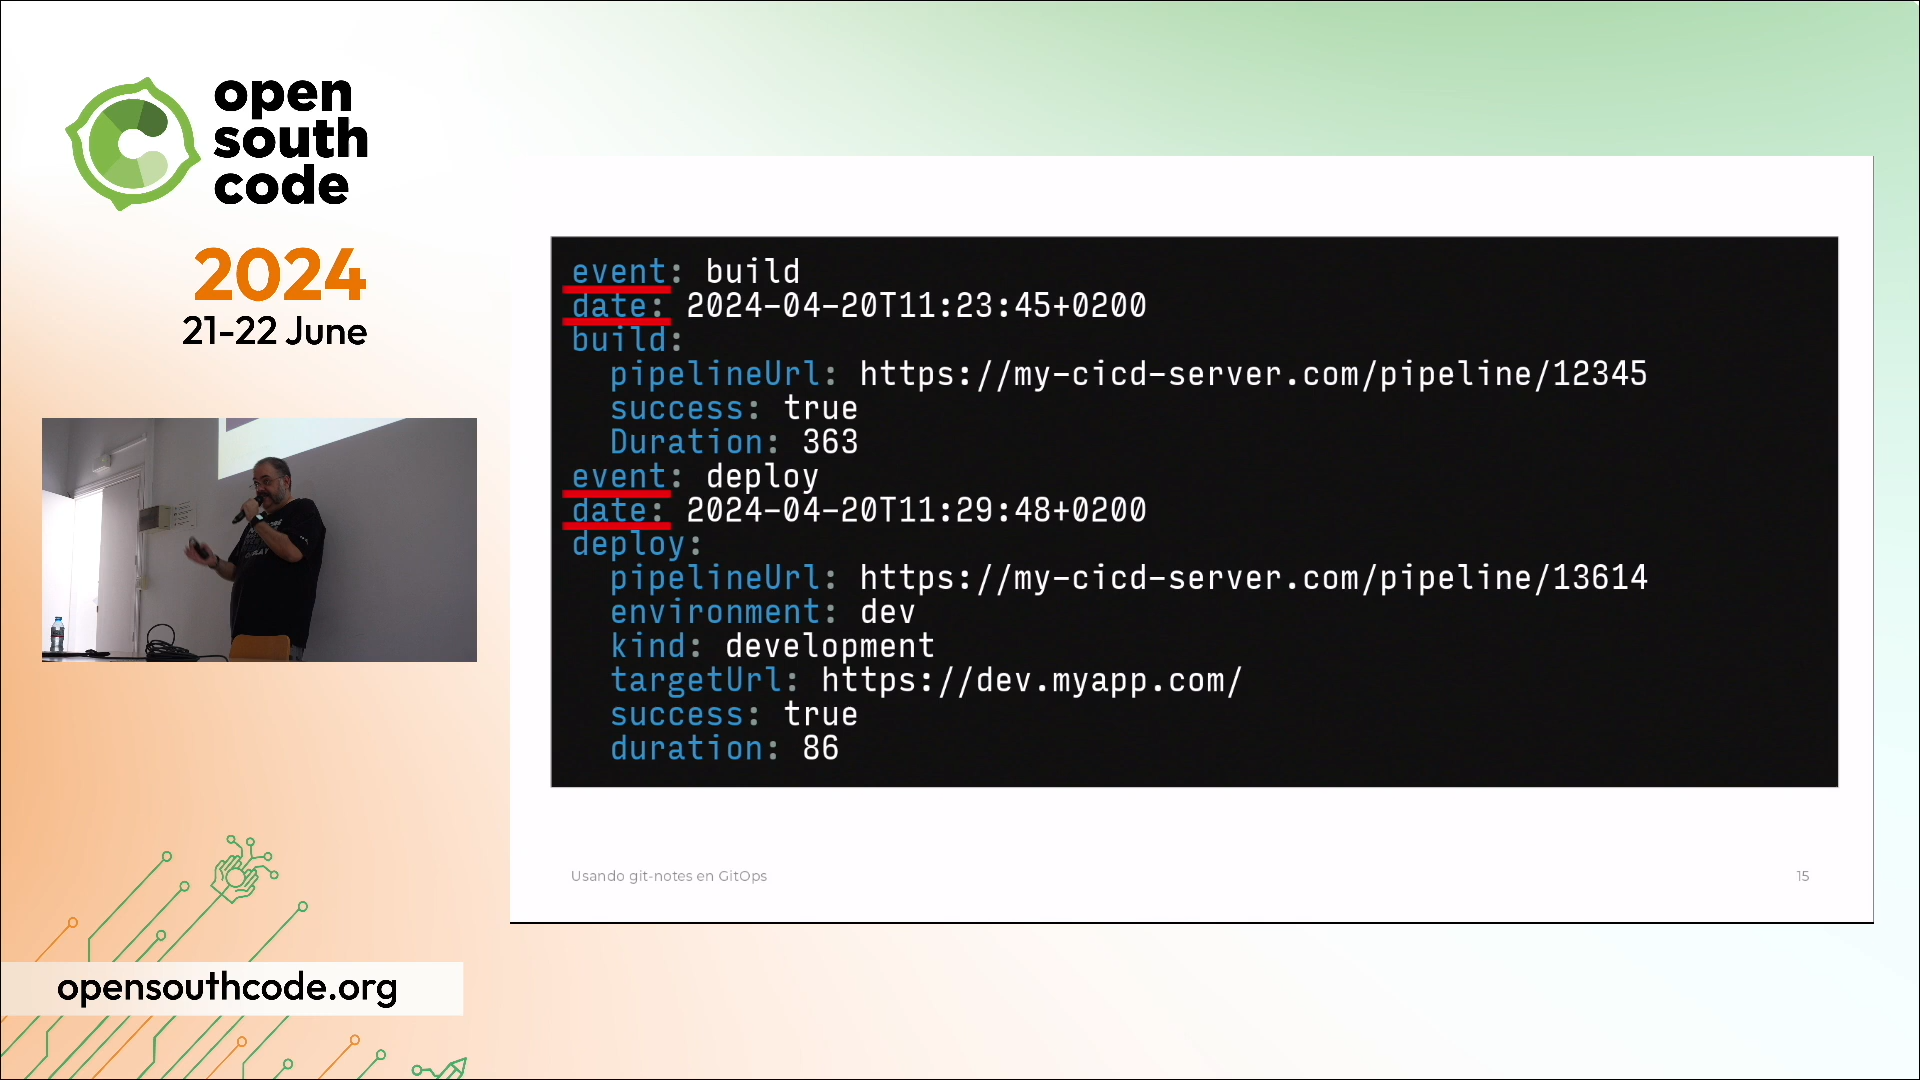 open
south
code
2024
21-22 June
event: build
date: 2024-04-20T11:23:45+0200
build:
  pipelineUrl: https://my-cicd-server.com/pipeline/12345
  success: true
  Duration: 363
event: deploy
date: 2024-04-20T11:29:48+0200
deploy:
  pipelineUrl: https://my-cicd-server.com/pipeline/13614
  environment: dev
  kind: development
  targetUrl: https://dev.myapp.com/
  success: true
  duration: 86
Usando git-notes en GitOps
15
opensouthcode.org